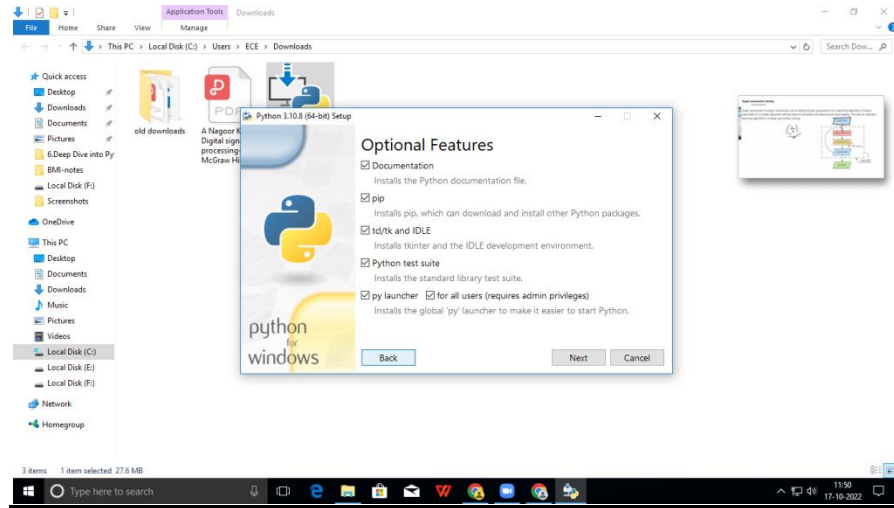 Application Tools
Downloads
File
Home
Share
View
Manage
This PC > Local Disk (C:) > Users > ECE > Downloads
Search Dow...
Quick access
Desktop
Downloads
Documents
Pictures
6.Deep Dive into Py
BMI-notes
Local Disk (F:)
Screenshots
OneDrive
This PC
Desktop
Documents
Downloads
Music
Pictures
Videos
Local Disk (C:)
Local Disk (E:)
Local Disk (F:)
Network
Homegroup
old downloads
PDF
A Nagoor K
Digital sign
processing-
McGraw Hi
Python 3.10.8 (64-bit) Setup
Optional Features
Documentation
Installs the Python documentation file.
pip
Installs pip, which can download and install other Python packages.
td/tk and IDLE
Installs tkinter and the IDLE development environment.
Python test suite
Installs the standard library test suite.
py launcher for all users (requires admin privileges)
Installs the global 'py' launcher to make it easier to start Python.
python
for
windows
Back
Next
Cancel
3 items 1 item selected 27.6 MB
Type here to search
11:50
17-10-2022